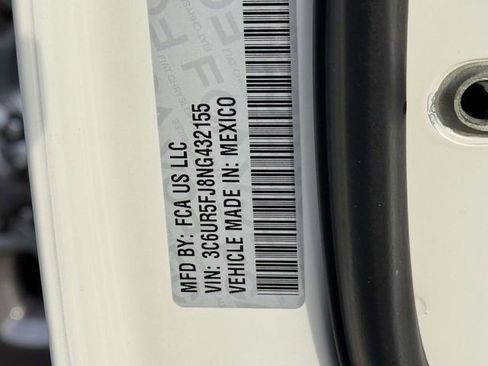 MFD BY: FCA US LLC
VIN: 3C6UR5FJ8NG432155
VEHICLE MADE IN: MEXICO